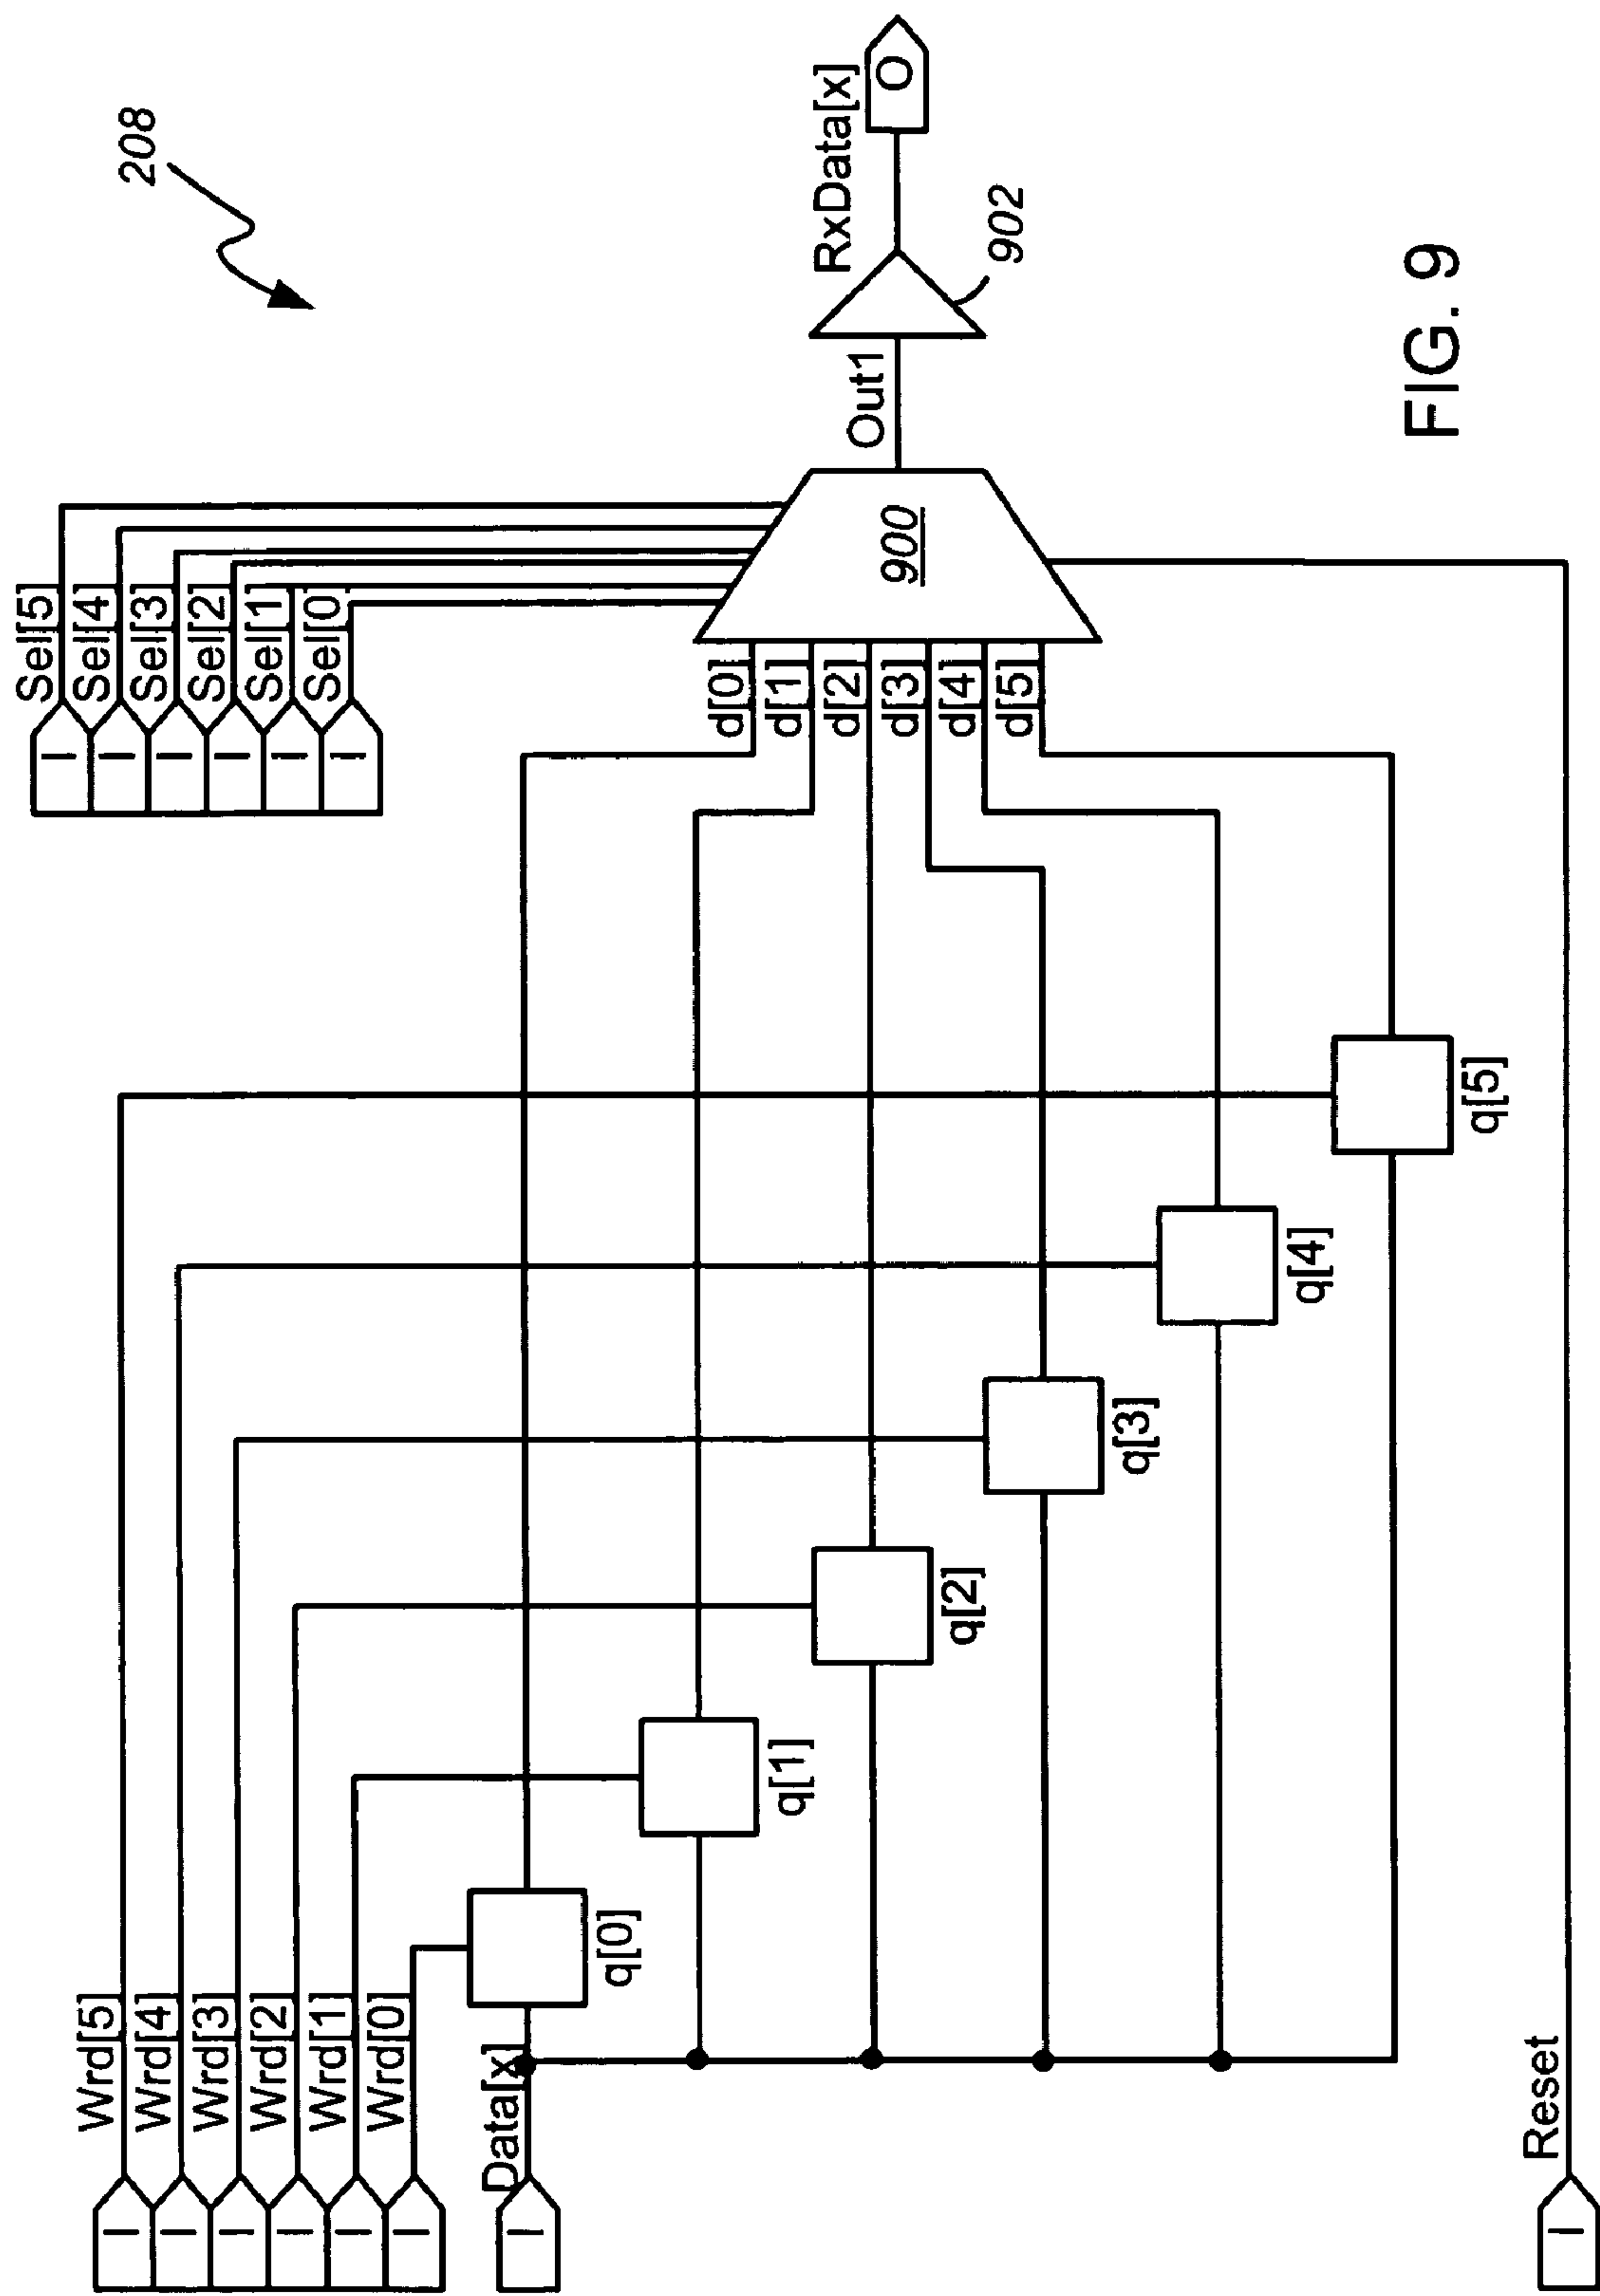 208
Sel[5]
Sel[4]
Sel[3]
Sel[2]
Sel[1]
Sel[0]
Wrd[5]
Wrd[4]
Wrd[3]
Wrd[2]
Wrd[1]
Wrd[0]
I
I
I
I
I
I
I
I
I
I
I
I
Data[x]
I
q[0]
q[1]
q[2]
q[3]
q[4]
q[5]
d[0]
d[1]
d[2]
d[3]
d[4]
d[5]
900
Out1
902
RxData[x]
O
Reset
I
FIG. 9